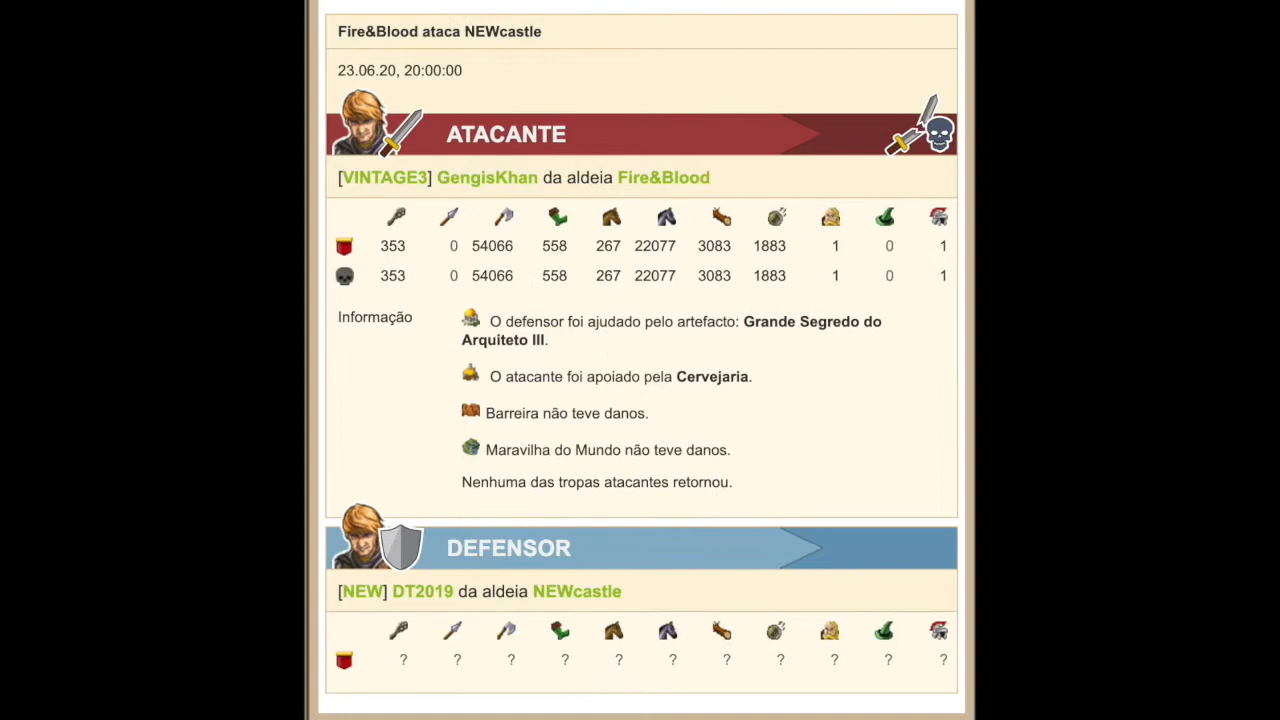 Fire&Blood ataca NEWcastle
23.06.20, 20:00:00
ATACANTE
[VINTAGE3] GengisKhan da aldeia Fire&Blood
353 0 54066 558 267 22077 3083 1883 1 0 1
353 0 54066 558 267 22077 3083 1883 1 0 1
Informação
O defensor foi ajudado pelo artefacto: Grande Segredo do
Arquiteto III.
O atacante foi apoiado pela Cervejaria.
Barreira não teve danos.
Maravilha do Mundo não teve danos.
Nenhuma das tropas atacantes retornou.
DEFENSOR
[NEW] DT2019 da aldeia NEWcastle
? ? ? ? ? ? ? ? ? ? ?